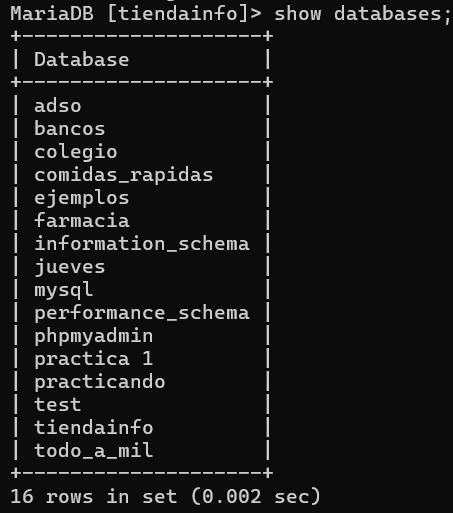 MariaDB [tiendainfo]> show databases;
+--------------------+
| Database           |
+--------------------+
| adso               |
| bancos             |
| colegio            |
| comidas_rapidas    |
| ejemplos           |
| farmacia           |
| information_schema |
| jueves             |
| mysql              |
| performance_schema |
| phpmyadmin         |
| practica 1         |
| practicando        |
| test               |
| tiendainfo         |
| todo_a_mil         |
+--------------------+
16 rows in set (0.002 sec)